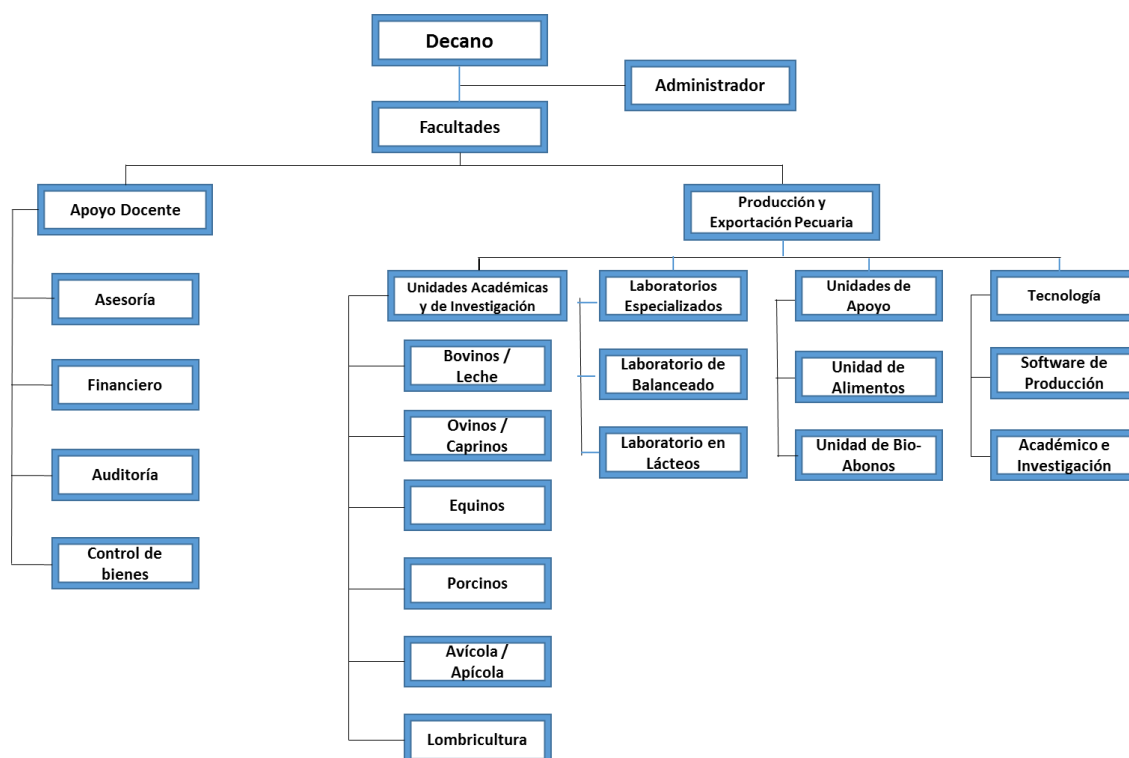 Decano
Administrador
Facultades
Apoyo Docente
Producción y
Exportación Pecuaria
Asesoría
Financiero
Auditoría
Control de
bienes
Unidades Académicas
y de Investigación
Bovinos /
Leche
Ovinos /
Caprinos
Equinos
Porcinos
Avícola /
Apícola
Lombricultura
Laboratorios
Especializados
Laboratorio de
Balanceado
Laboratorio en
Lácteos
Unidades de
Apoyo
Unidad de
Alimentos
Unidad de Bio-
Abonos
Tecnología
Software de
Producción
Académico e
Investigación